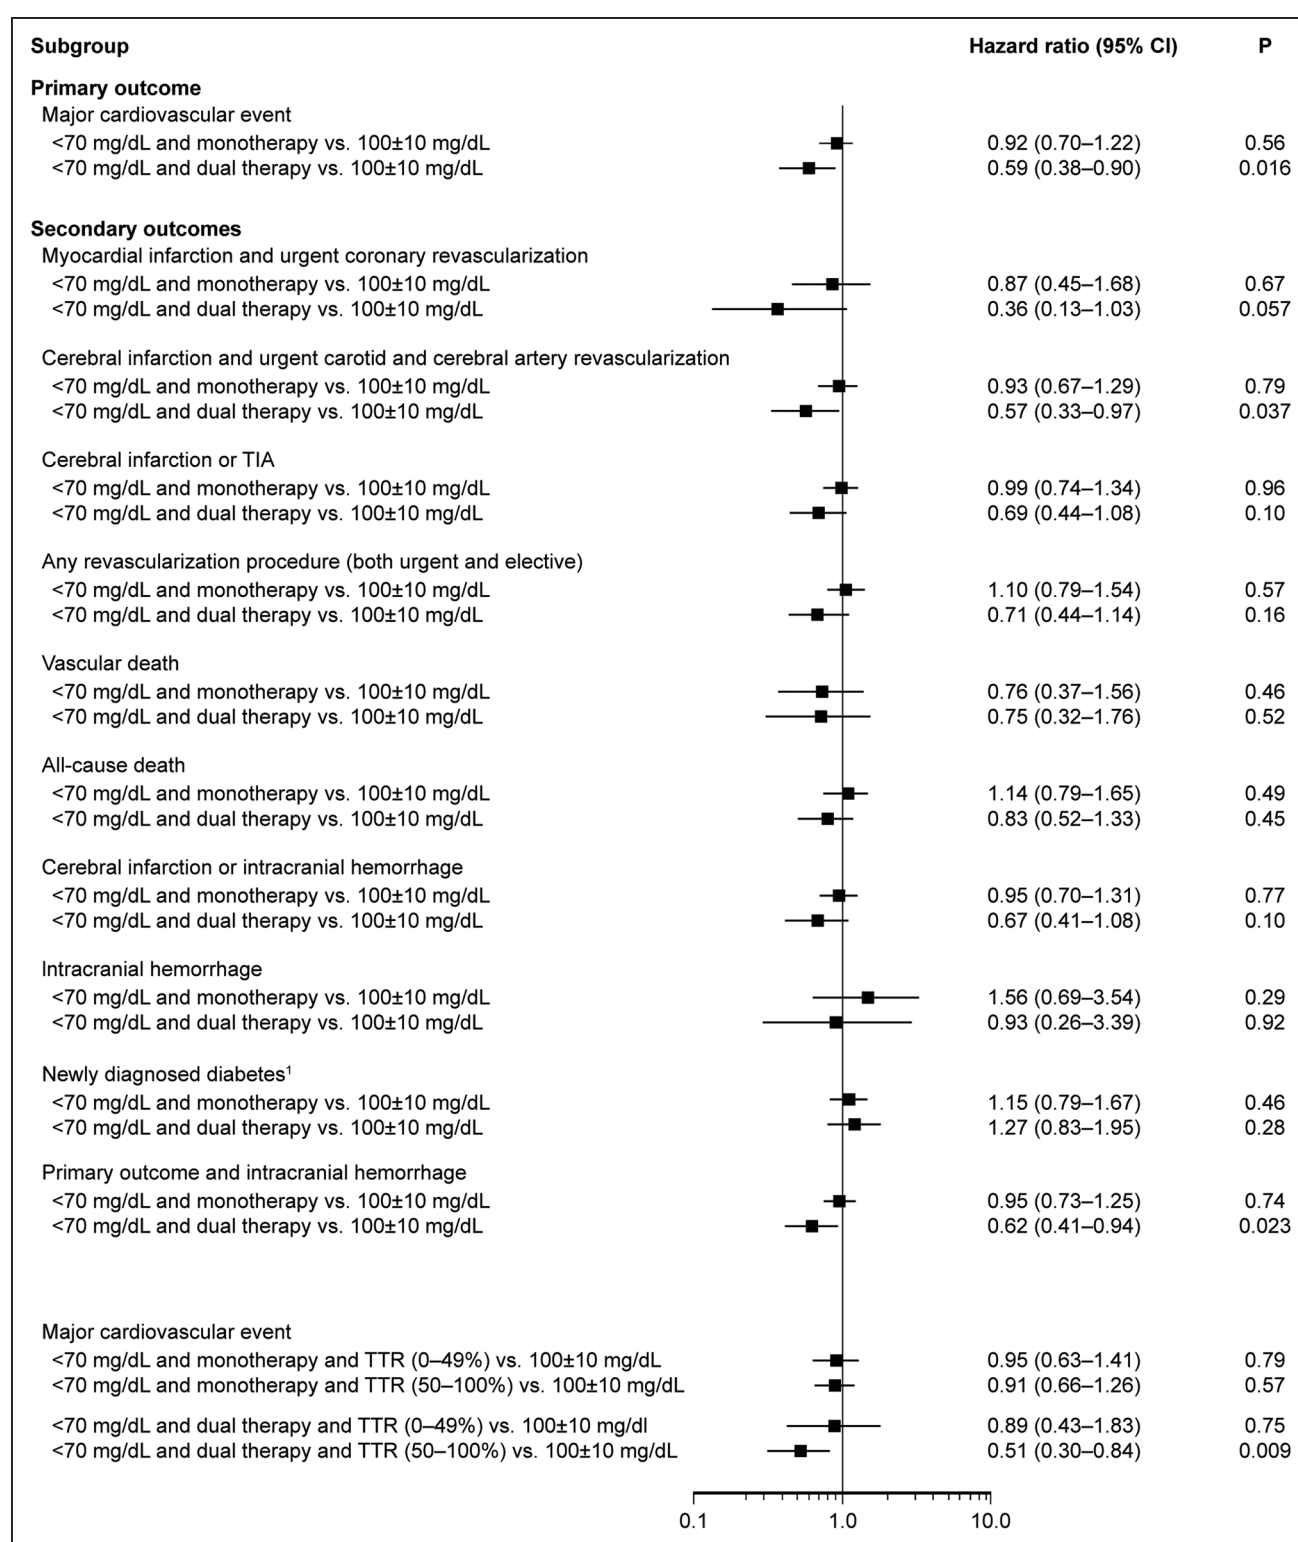 Subgroup Hazard ratio (95% CI) P
Primary outcome
Major cardiovascular event
<70 mg/dL and monotherapy vs. 100±10 mg/dL 0.92 (0.70–1.22) 0.56
<70 mg/dL and dual therapy vs. 100±10 mg/dL 0.59 (0.38–0.90) 0.016
Secondary outcomes
Myocardial infarction and urgent coronary revascularization
<70 mg/dL and monotherapy vs. 100±10 mg/dL 0.87 (0.45–1.68) 0.67
<70 mg/dL and dual therapy vs. 100±10 mg/dL 0.36 (0.13–1.03) 0.057
Cerebral infarction and urgent carotid and cerebral artery revascularization
<70 mg/dL and monotherapy vs. 100±10 mg/dL 0.93 (0.67–1.29) 0.79
<70 mg/dL and dual therapy vs. 100±10 mg/dL 0.57 (0.33–0.97) 0.037
Cerebral infarction or TIA
<70 mg/dL and monotherapy vs. 100±10 mg/dL 0.99 (0.74–1.34) 0.96
<70 mg/dL and dual therapy vs. 100±10 mg/dL 0.69 (0.44–1.08) 0.10
Any revascularization procedure (both urgent and elective)
<70 mg/dL and monotherapy vs. 100±10 mg/dL 1.10 (0.79–1.54) 0.57
<70 mg/dL and dual therapy vs. 100±10 mg/dL 0.71 (0.44–1.14) 0.16
Vascular death
<70 mg/dL and monotherapy vs. 100±10 mg/dL 0.76 (0.37–1.56) 0.46
<70 mg/dL and dual therapy vs. 100±10 mg/dL 0.75 (0.32–1.76) 0.52
All-cause death
<70 mg/dL and monotherapy vs. 100±10 mg/dL 1.14 (0.79–1.65) 0.49
<70 mg/dL and dual therapy vs. 100±10 mg/dL 0.83 (0.52–1.33) 0.45
Cerebral infarction or intracranial hemorrhage
<70 mg/dL and monotherapy vs. 100±10 mg/dL 0.95 (0.70–1.31) 0.77
<70 mg/dL and dual therapy vs. 100±10 mg/dL 0.67 (0.41–1.08) 0.10
Intracranial hemorrhage
<70 mg/dL and monotherapy vs. 100±10 mg/dL 1.56 (0.69–3.54) 0.29
<70 mg/dL and dual therapy vs. 100±10 mg/dL 0.93 (0.26–3.39) 0.92
Newly diagnosed diabetes¹
<70 mg/dL and monotherapy vs. 100±10 mg/dL 1.15 (0.79–1.67) 0.46
<70 mg/dL and dual therapy vs. 100±10 mg/dL 1.27 (0.83–1.95) 0.28
Primary outcome and intracranial hemorrhage
<70 mg/dL and monotherapy vs. 100±10 mg/dL 0.95 (0.73–1.25) 0.74
<70 mg/dL and dual therapy vs. 100±10 mg/dL 0.62 (0.41–0.94) 0.023
Major cardiovascular event
<70 mg/dL and monotherapy and TTR (0–49%) vs. 100±10 mg/dL 0.95 (0.63–1.41) 0.79
<70 mg/dL and monotherapy and TTR (50–100%) vs. 100±10 mg/dL 0.91 (0.66–1.26) 0.57
<70 mg/dL and dual therapy and TTR (0–49%) vs. 100±10 mg/dl 0.89 (0.43–1.83) 0.75
<70 mg/dL and dual therapy and TTR (50–100%) vs. 100±10 mg/dL 0.51 (0.30–0.84) 0.009
0.1 1.0 10.0